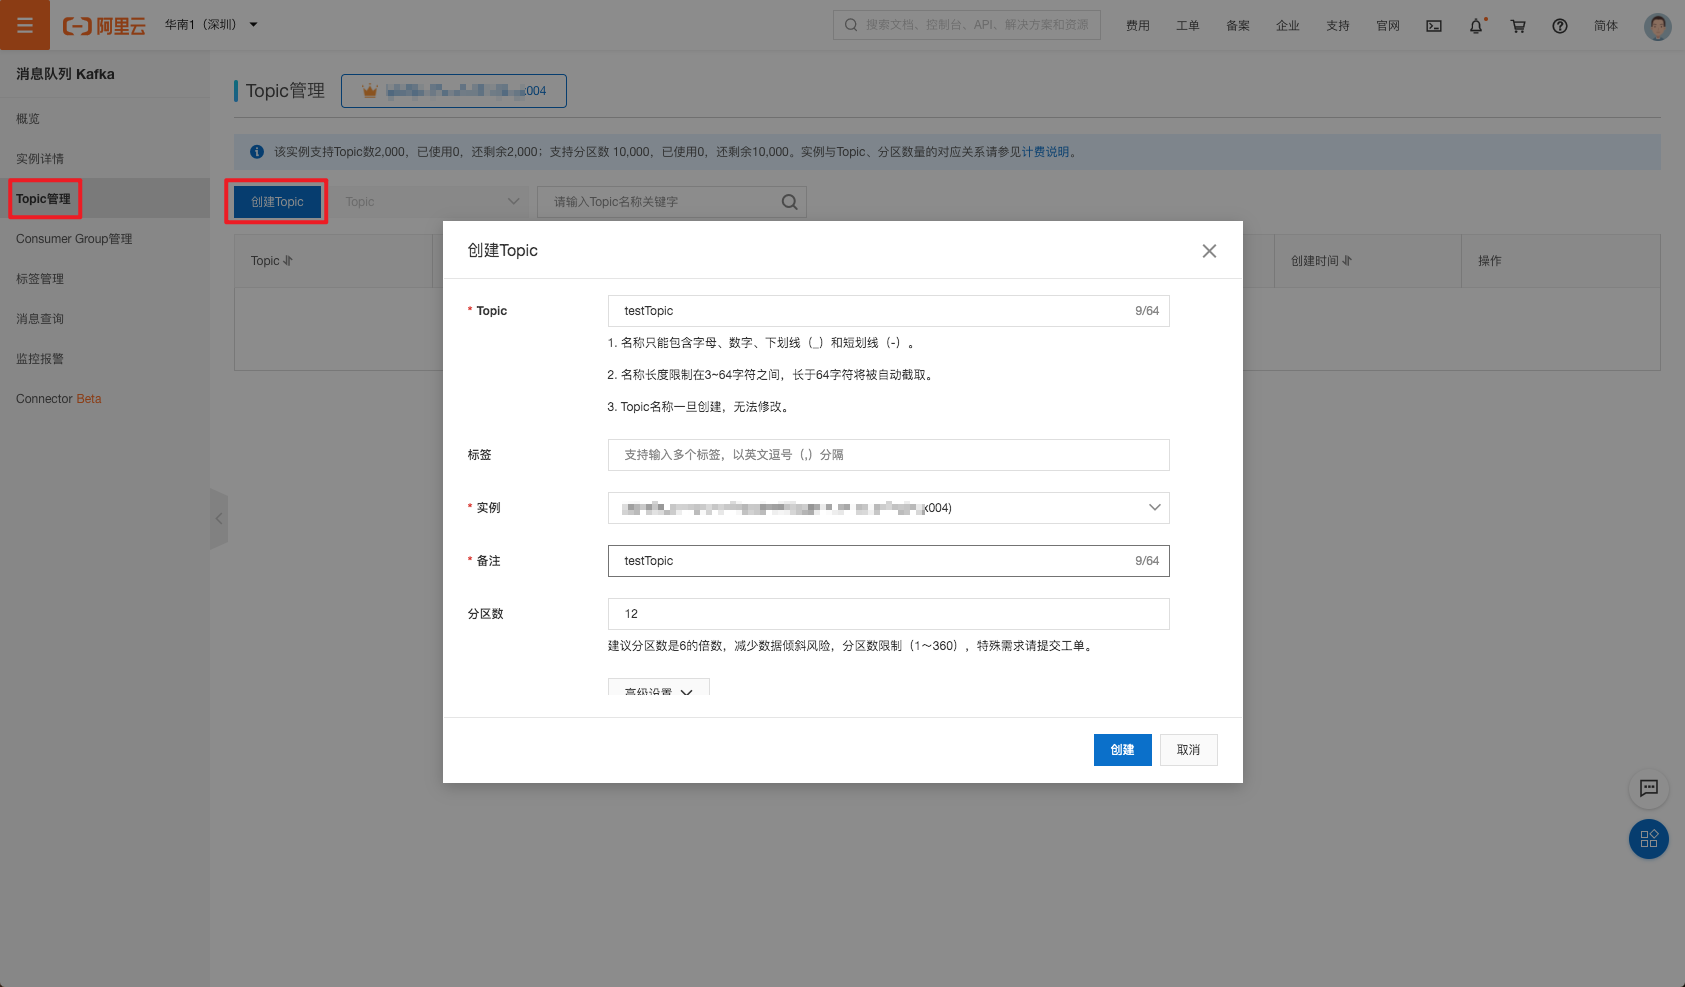 阿里云
华南1（深圳）
搜索文档、控制台、API、解决方案和资源
费用
工单
备案
企业
支持
官网
简体
消息队列 Kafka
概览
实例详情
Topic管理
Consumer Group管理
标签管理
消息查询
监控报警
Connector Beta
Topic管理
004
该实例支持Topic数2,000，已使用0，还剩余2,000；支持分区数 10,000，已使用0，还剩余10,000。实例与Topic、分区数量的对应关系请参见计费说明。
创建Topic
Topic
请输入Topic名称关键字
Topic
创建时间
操作
创建Topic
* Topic
testTopic
9/64
1. 名称只能包含字母、数字、下划线（_）和短划线（-）。
2. 名称长度限制在3~64字符之间，长于64字符将被自动截取。
3. Topic名称一旦创建，无法修改。
标签
支持输入多个标签，以英文逗号（,）分隔
* 实例
x004)
* 备注
testTopic
9/64
分区数
12
建议分区数是6的倍数，减少数据倾斜风险，分区数限制（1～360），特殊需求请提交工单。
高级设置
创建
取消